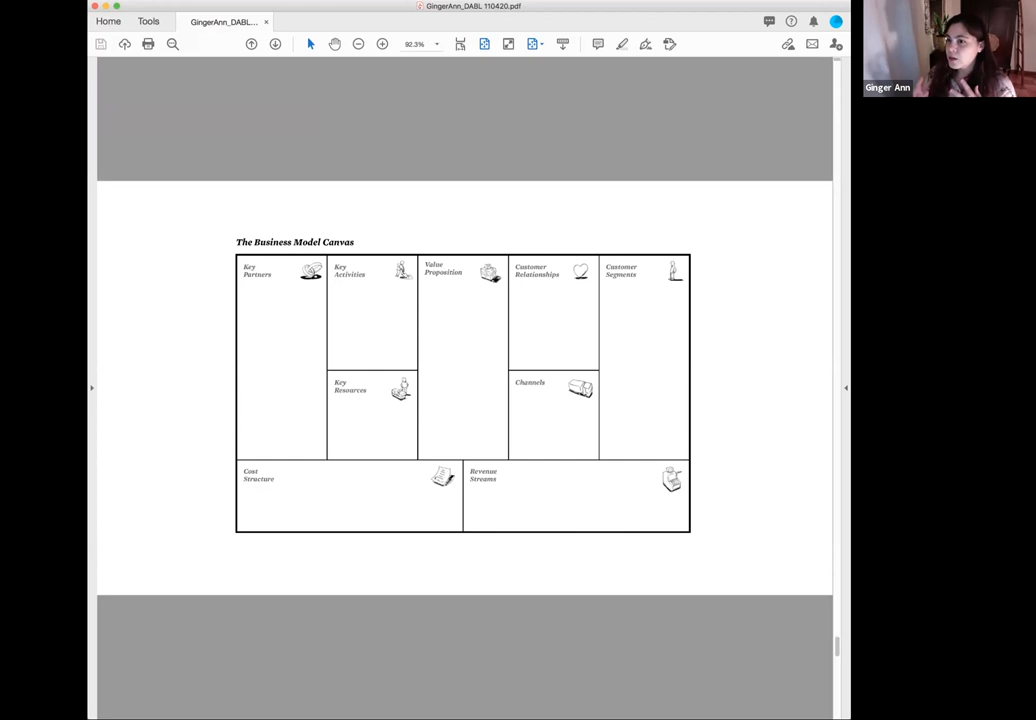 GingerAnn_DABL 110420.pdf
Home
Tools
GingerAnn_DABL...
92.3%
Ginger Ann
The Business Model Canvas
Key
Partners
Key
Activities
Value
Proposition
Customer
Relationships
Customer
Segments
Key
Resources
Channels
Cost
Structure
Revenue
Streams